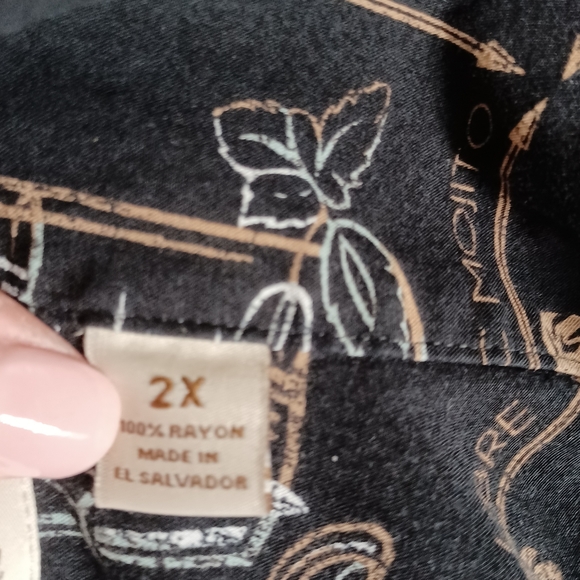 MOJITO
2X
100% RAYON
MADE IN
EL SALVADOR